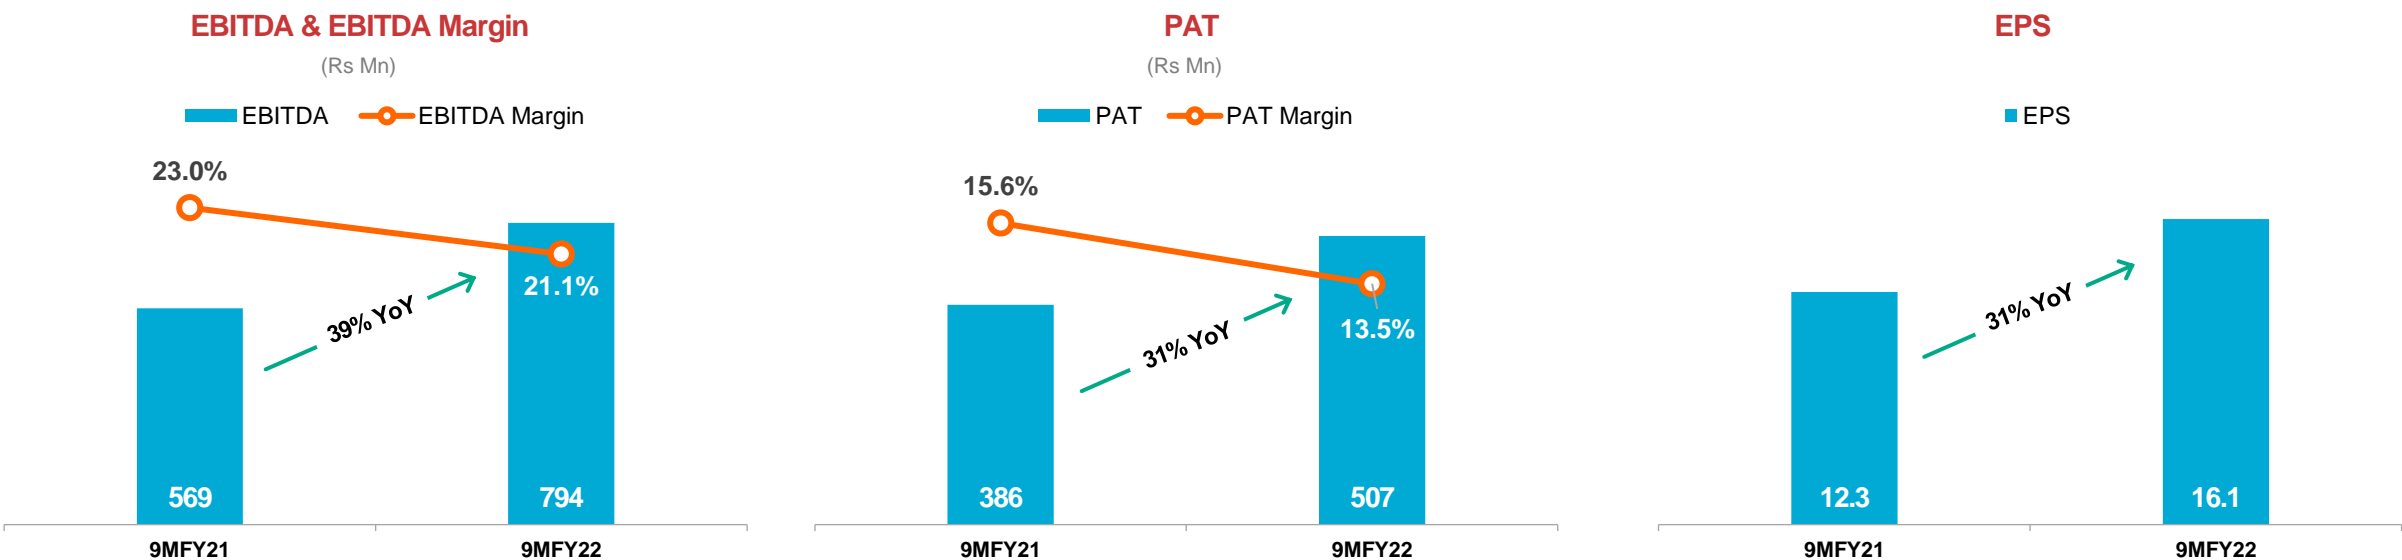 EBITDA & EBITDA Margin
(Rs Mn)
EBITDA
EBITDA Margin
23.0%
21.1%
39% YoY
569
794
9MFY21
9MFY22
PAT
(Rs Mn)
PAT
PAT Margin
15.6%
13.5%
31% YoY
386
507
9MFY21
9MFY22
EPS
EPS
31% YoY
12.3
16.1
9MFY21
9MFY22